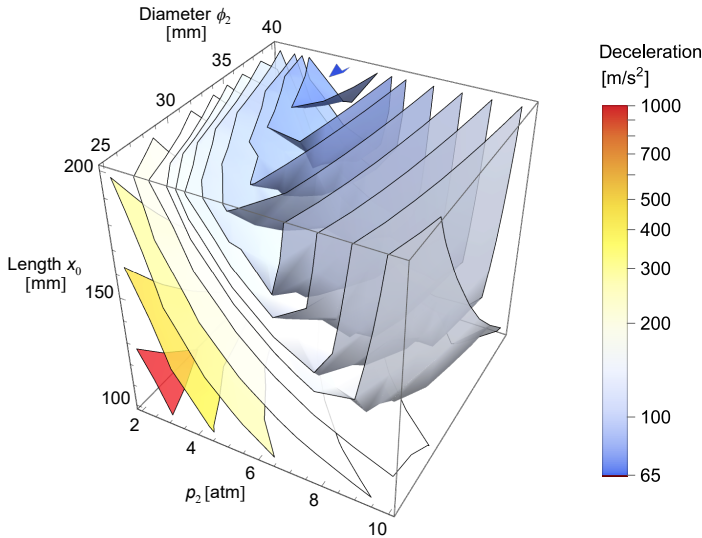 Diameter ϕ₂
[mm]
40
35
30
25
200
Length x₀
[mm]
150
100
2
4
6
8
10
p₂ [atm]
Deceleration
[m/s²]
1000
700
500
400
300
200
100
65